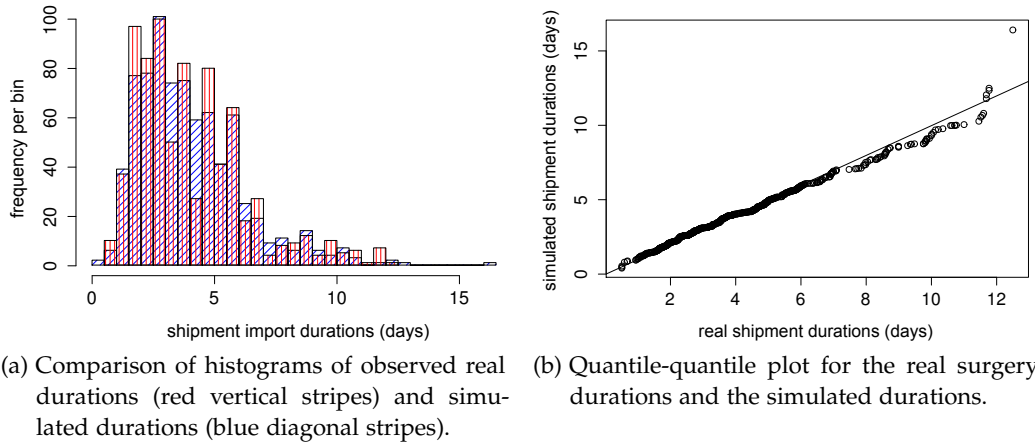 frequency per bin
0 20 40 60 80 100
0 5 10 15
shipment import durations (days)
simulated shipment durations (days)
0 5 10 15
2 4 6 8 10 12
real shipment durations (days)
(a) Comparison of histograms of observed real
durations (red vertical stripes) and simu-
lated durations (blue diagonal stripes).
(b) Quantile-quantile plot for the real surgery
durations and the simulated durations.